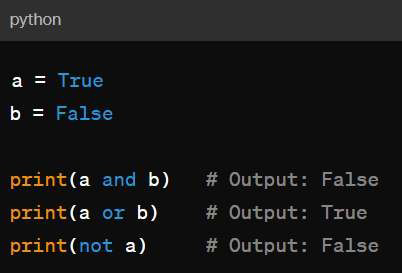 python
a = True
b = False
print(a and b)   # Output: False
print(a or b)    # Output: True
print(not a)     # Output: False